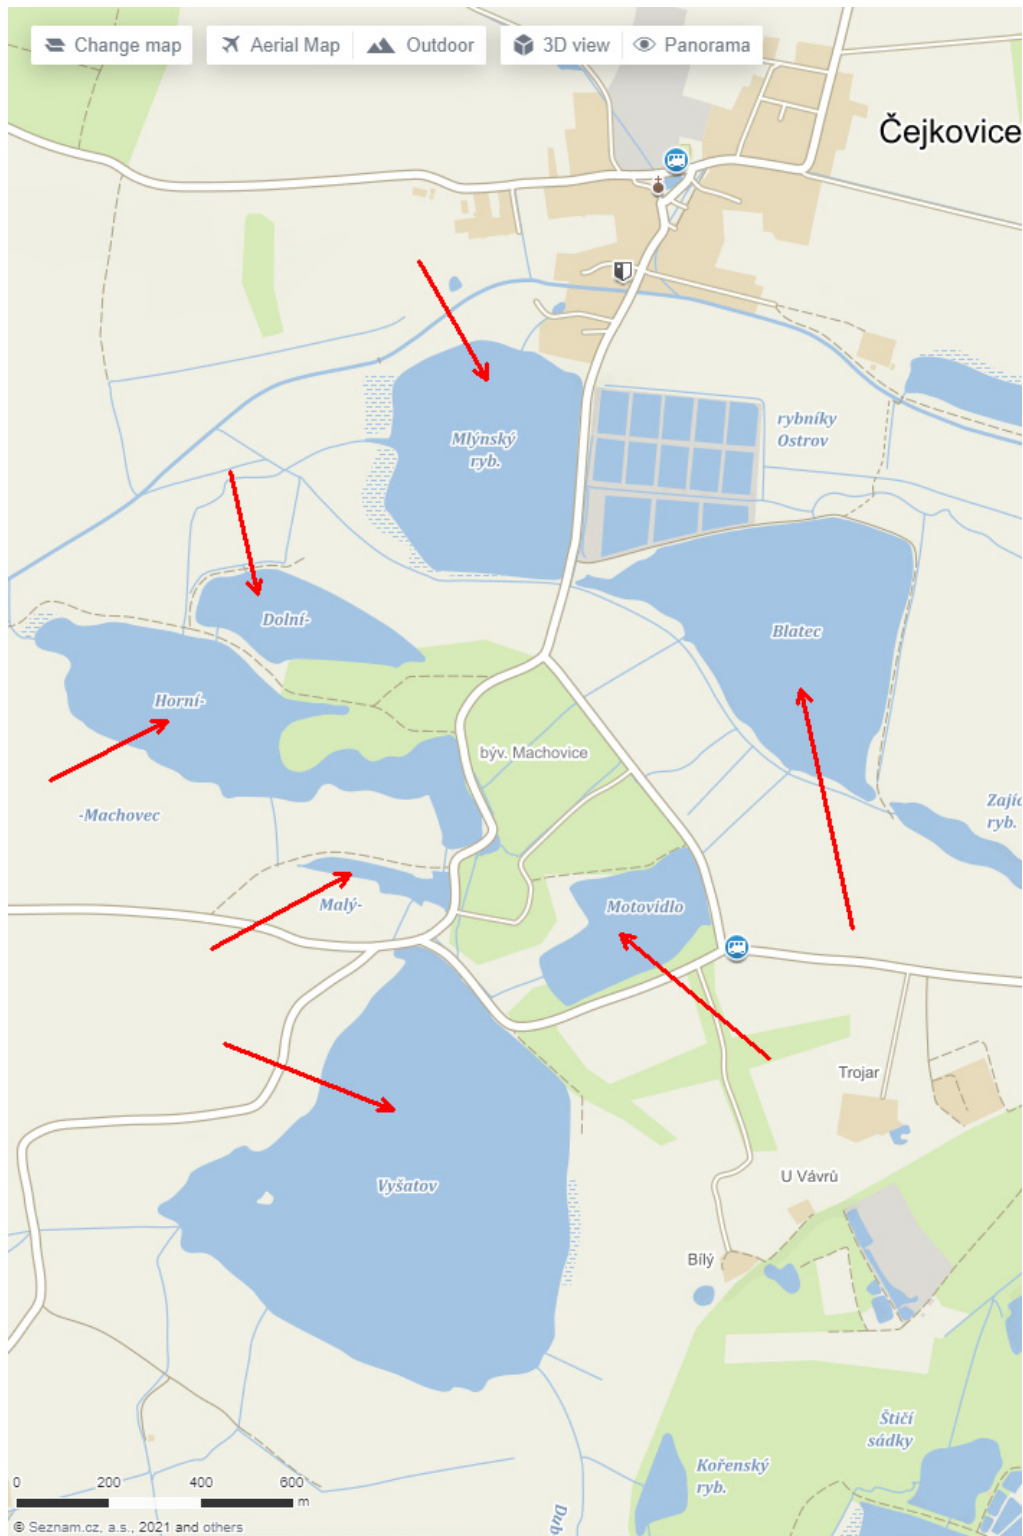 Change map
Aerial Map
Outdoor
3D view
Panorama
Čejkovice
Mlýnský
ryb.
rybníky
Ostrov
Dolní-
Blatec
Horní-
býv. Machovice
-Machovec
ryb.
Malý-
Motovidlo
Trojar
U Vávrů
Vyšatov
Bílý
Štičí
sádky
Kořenský
ryb.
0 200 400 600
m
© Seznam.cz, a.s., 2021 and others